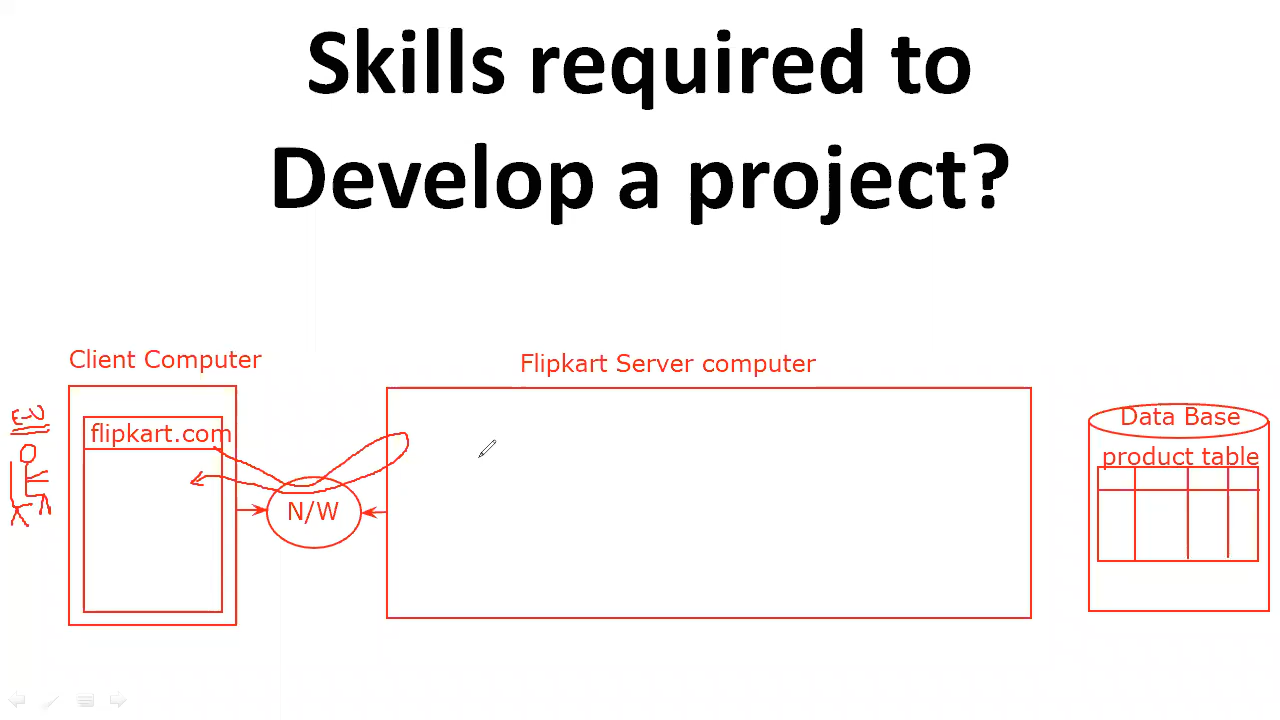 Skills required to
Develop a project?
Client Computer
Flipkart Server computer
flipkart.com
N/W
Data Base
product table